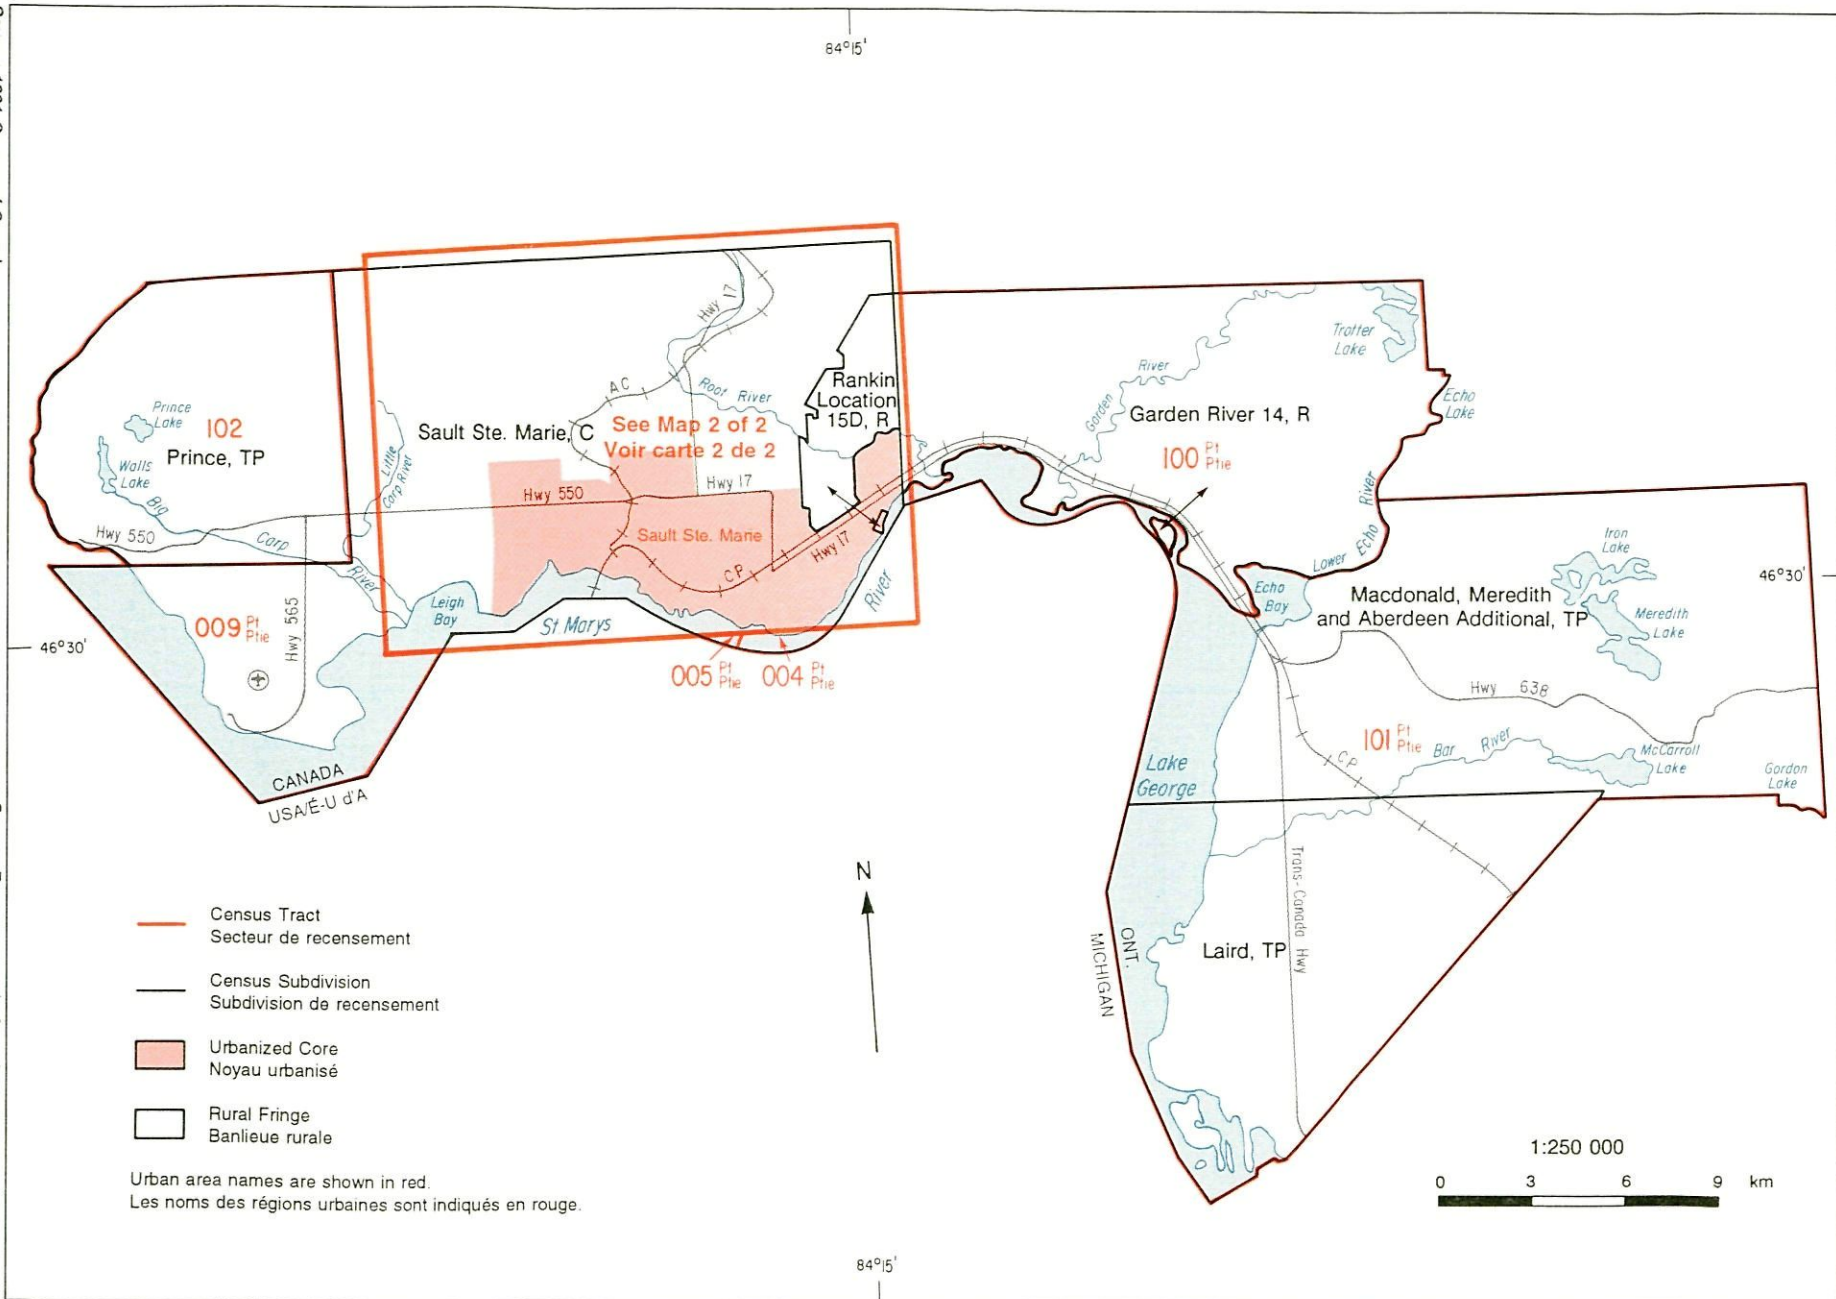 84°15'
Trotter
Lake
Hwy 17
River
Echo
Lake
AC
Root River
Rankin
Location
15D, R
Garden
Garden River 14, R
Prince
Lake
102
Prince, TP
Sault Ste. Marie, C
See Map 2 of 2
Voir carte 2 de 2
100 Pt
Ptie
Walls
Lake
Little
Carp River
Big
Carp
River
Hwy 550
Hwy 550
Hwy 17
Sault Ste. Marie
CP
Hwy 17
River
Echo
Lower
Iron
Lake
46°30'
Echo
Bay
Macdonald, Meredith
and Aberdeen Additional, TP
Meredith
Lake
009 Pt
Ptie
Hwy 565
Leigh
Bay
St Marys
River
46°30'
005 Pt
Ptie
004 Pt
Ptie
Hwy 638
101 Pt
Ptie
Bar River
CP
McCarroll
Lake
Gordon
Lake
Lake
George
CANADA
USA/É-U d'A
Trans-Canada Hwy
N
Census Tract
Secteur de recensement
ONT.
MICHIGAN
Laird, TP
Census Subdivision
Subdivision de recensement
Urbanized Core
Noyau urbanisé
Rural Fringe
Banlieue rurale
1:250 000
0 3 6 9 km
Urban area names are shown in red.
Les noms des régions urbaines sont indiqués en rouge.
84°15'